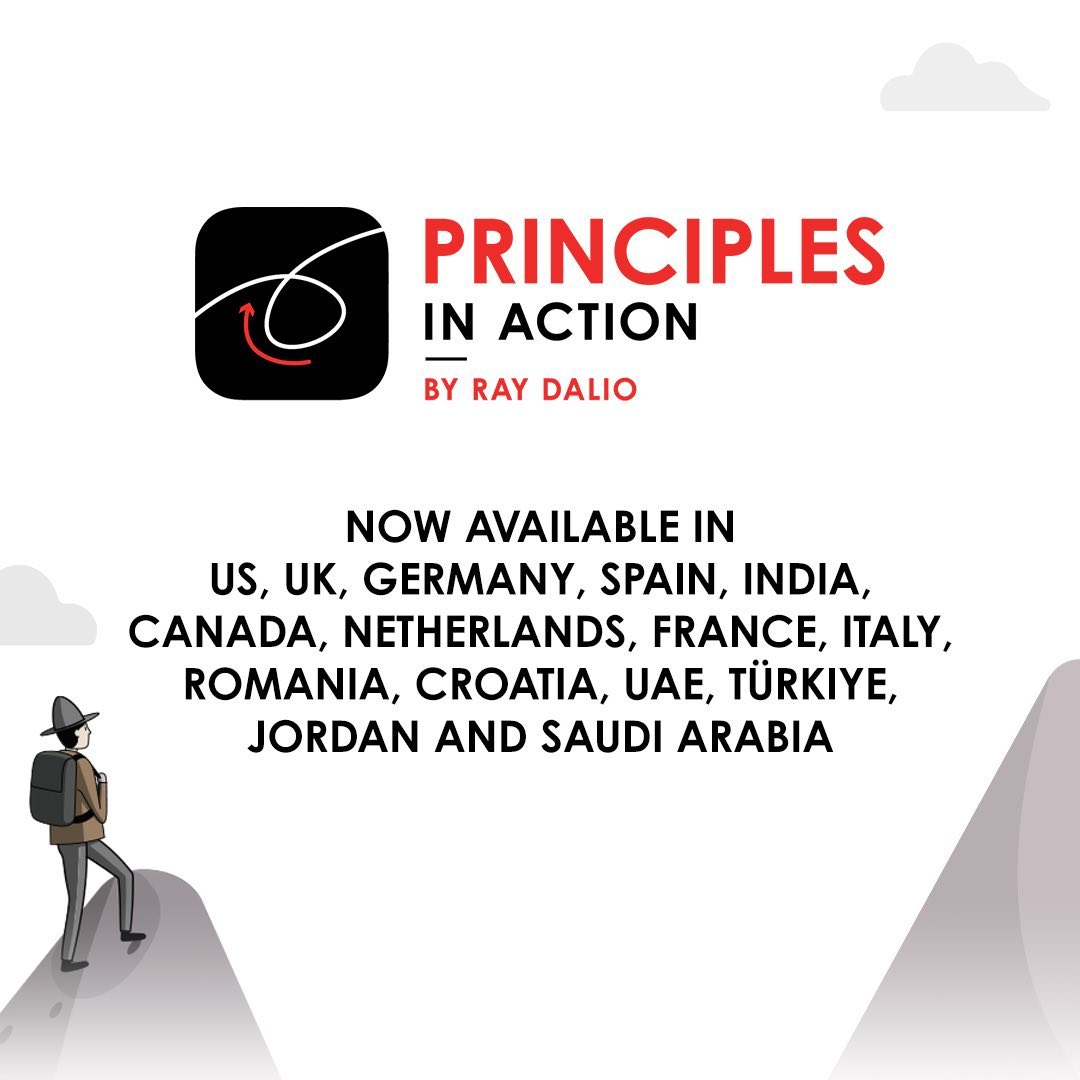 PRINCIPLES
IN ACTION
BY RAY DALIO
NOW AVAILABLE IN
US, UK, GERMANY, SPAIN, INDIA,
CANADA, NETHERLANDS, FRANCE, ITALY,
ROMANIA, CROATIA, UAE, TÜRKIYE,
JORDAN AND SAUDI ARABIA